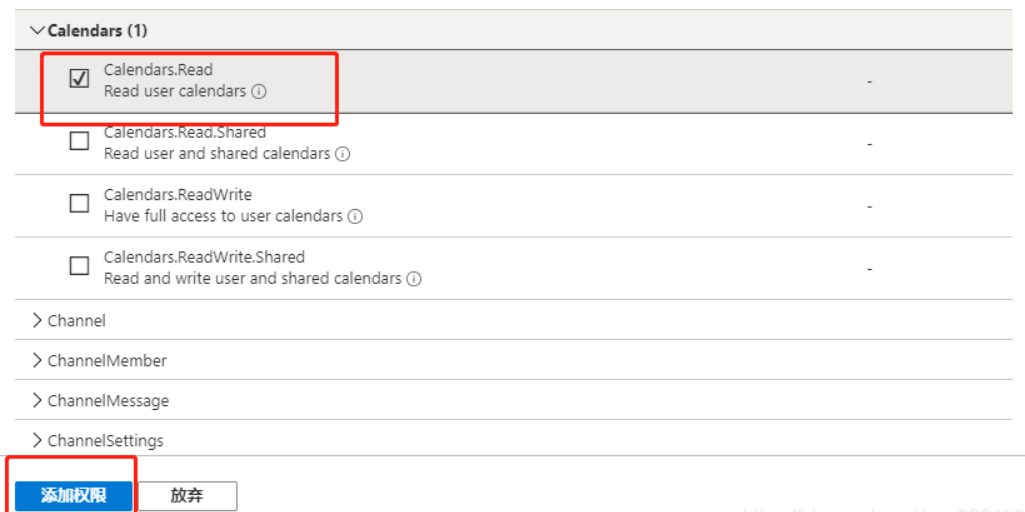 Calendars (1)
Calendars.Read
Read user calendars
-
Calendars.Read.Shared
Read user and shared calendars
-
Calendars.ReadWrite
Have full access to user calendars
-
Calendars.ReadWrite.Shared
Read and write user and shared calendars
-
Channel
ChannelMember
ChannelMessage
ChannelSettings
添加权限 放弃